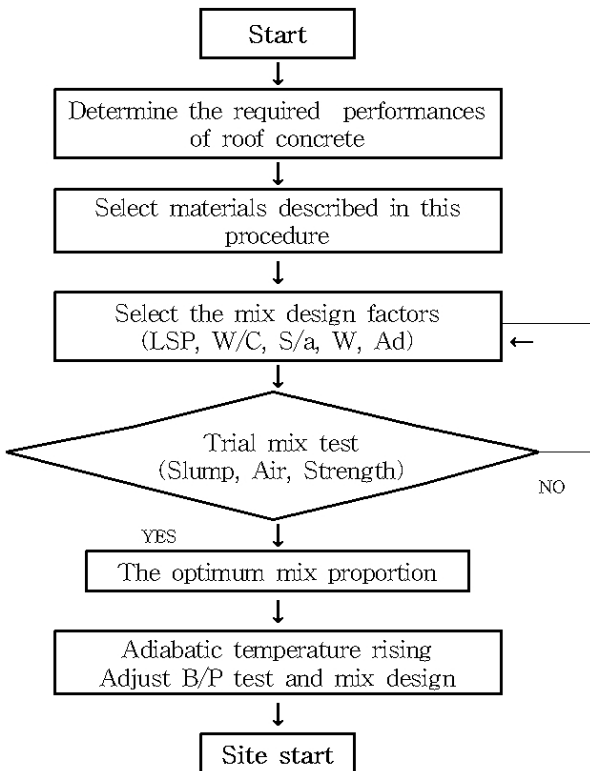 Start
Determine the required performances
of roof concrete
Select materials described in this
procedure
Select the mix design factors
(LSP, W/C, S/a, W, Ad)
Trial mix test
(Slump, Air, Strength)
NO
YES
The optimum mix proportion
Adiabatic temperature rising
Adjust B/P test and mix design
Site start